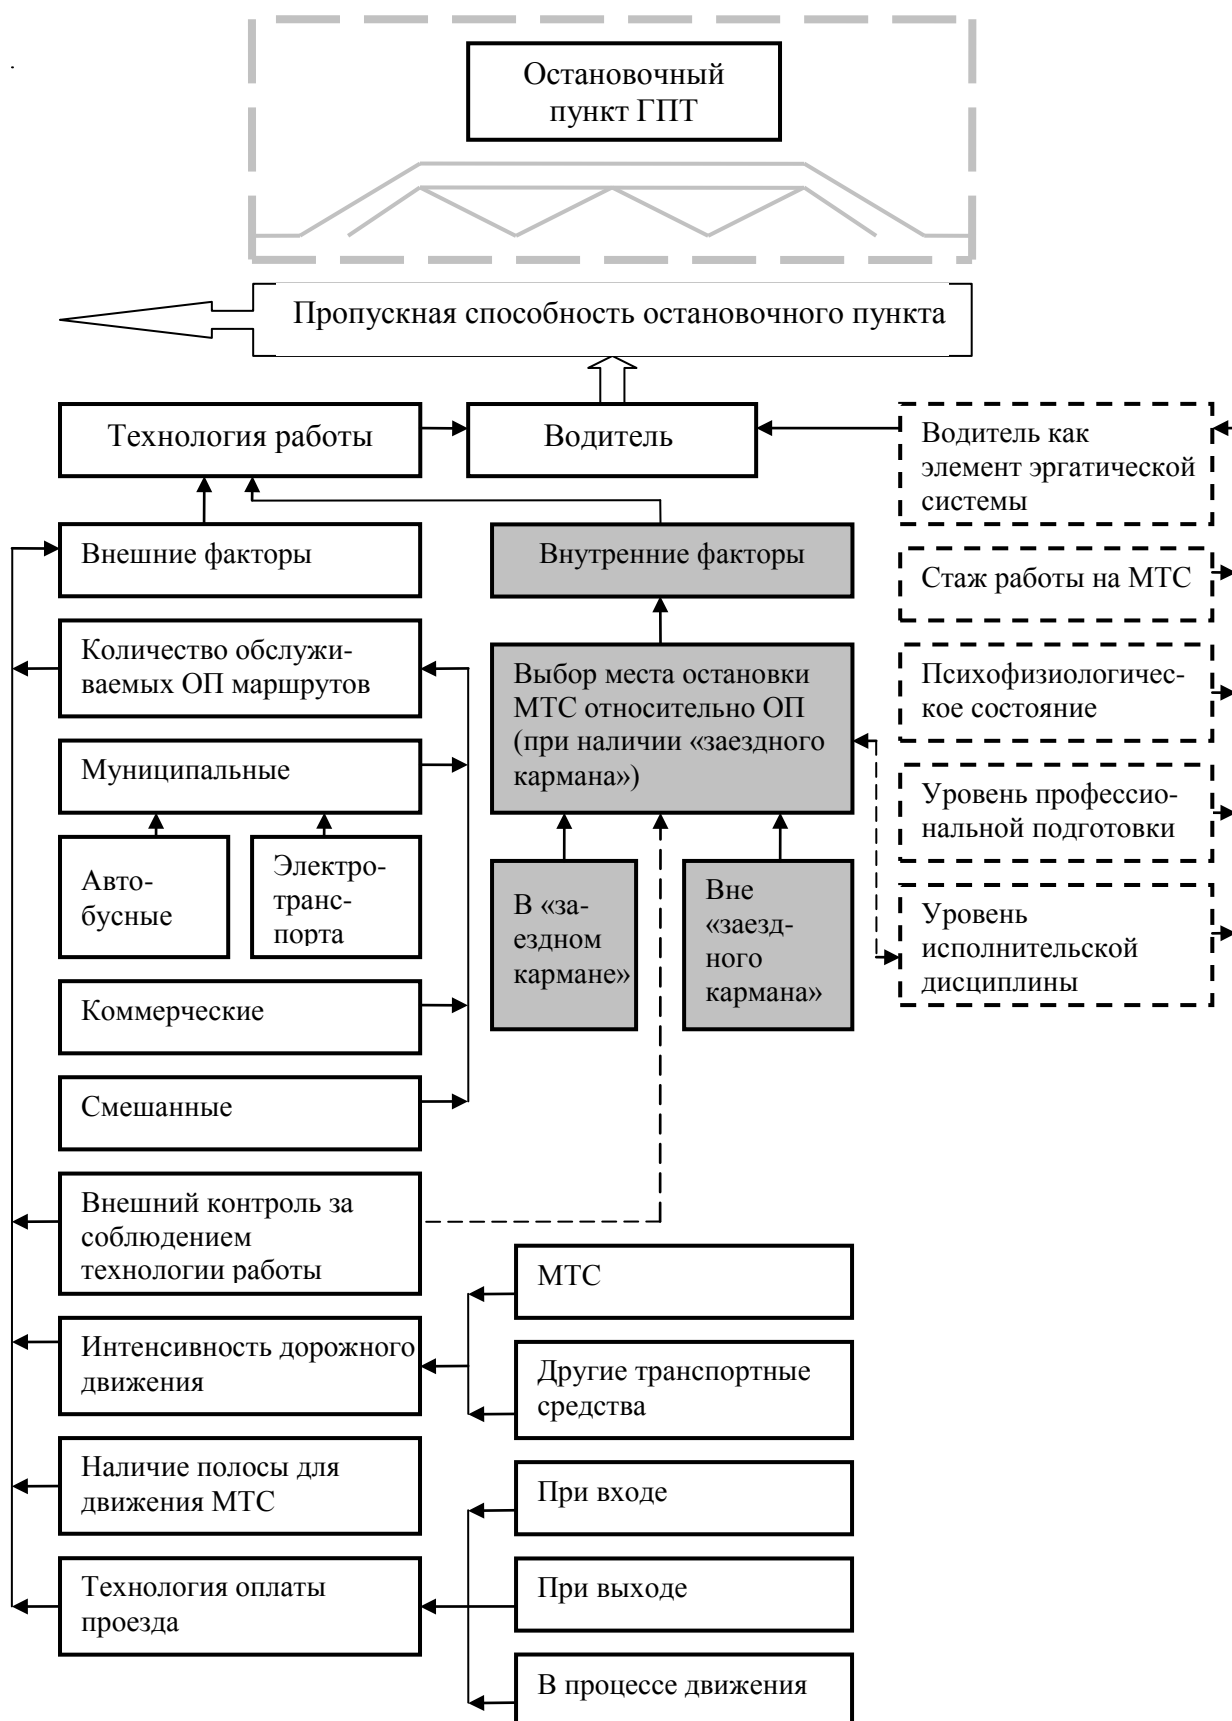 Остановочный
пункт ГПТ
Пропускная способность остановочного пункта
Технология работы
Водитель
Водитель как
элемент эргатической
системы
Внешние факторы
Внутренние факторы
Стаж работы на МТС
Количество обслужи-
ваемых ОП маршрутов
Выбор места остановки
МТС относительно ОП
(при наличии «заездного
кармана»)
Психофизиологичес-
кое состояние
Муниципальные
Уровень професси​о-
нальной подготовки
Авто-
бусные
Электро-
транс-
порта
В «за-
ездном
кармане»
Вне
«заезд-
ного
кармана»
Уровень
исполнительской
дисциплины
Коммерческие
Смешанные
Внешний контроль за
соблюдением
технологии работы
МТС
Интенсивность дорожного
движения
Другие транспортные
средства
Наличие полосы для
движения МТС
При входе
Технология оплаты
проезда
При выходе
В процессе движения